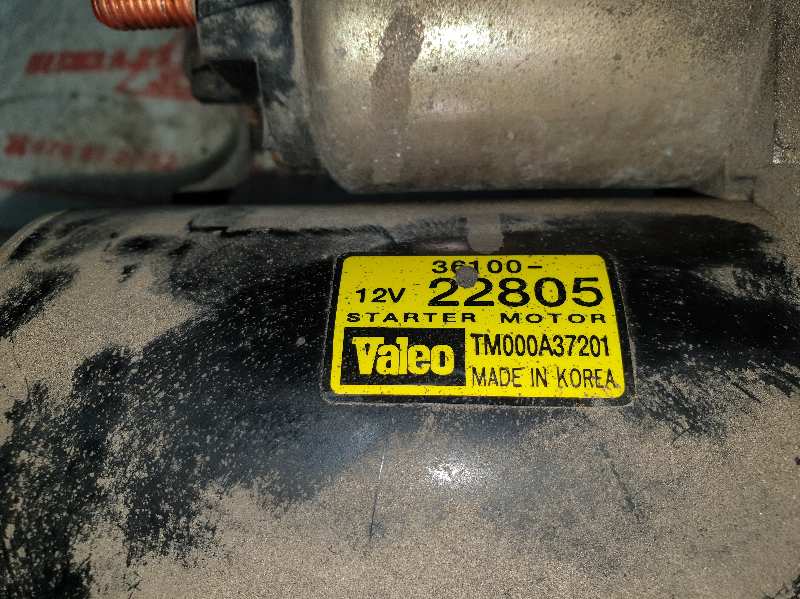 36100-
12V 22805
STARTER MOTOR
Valeo
TM000A37201
MADE IN KOREA